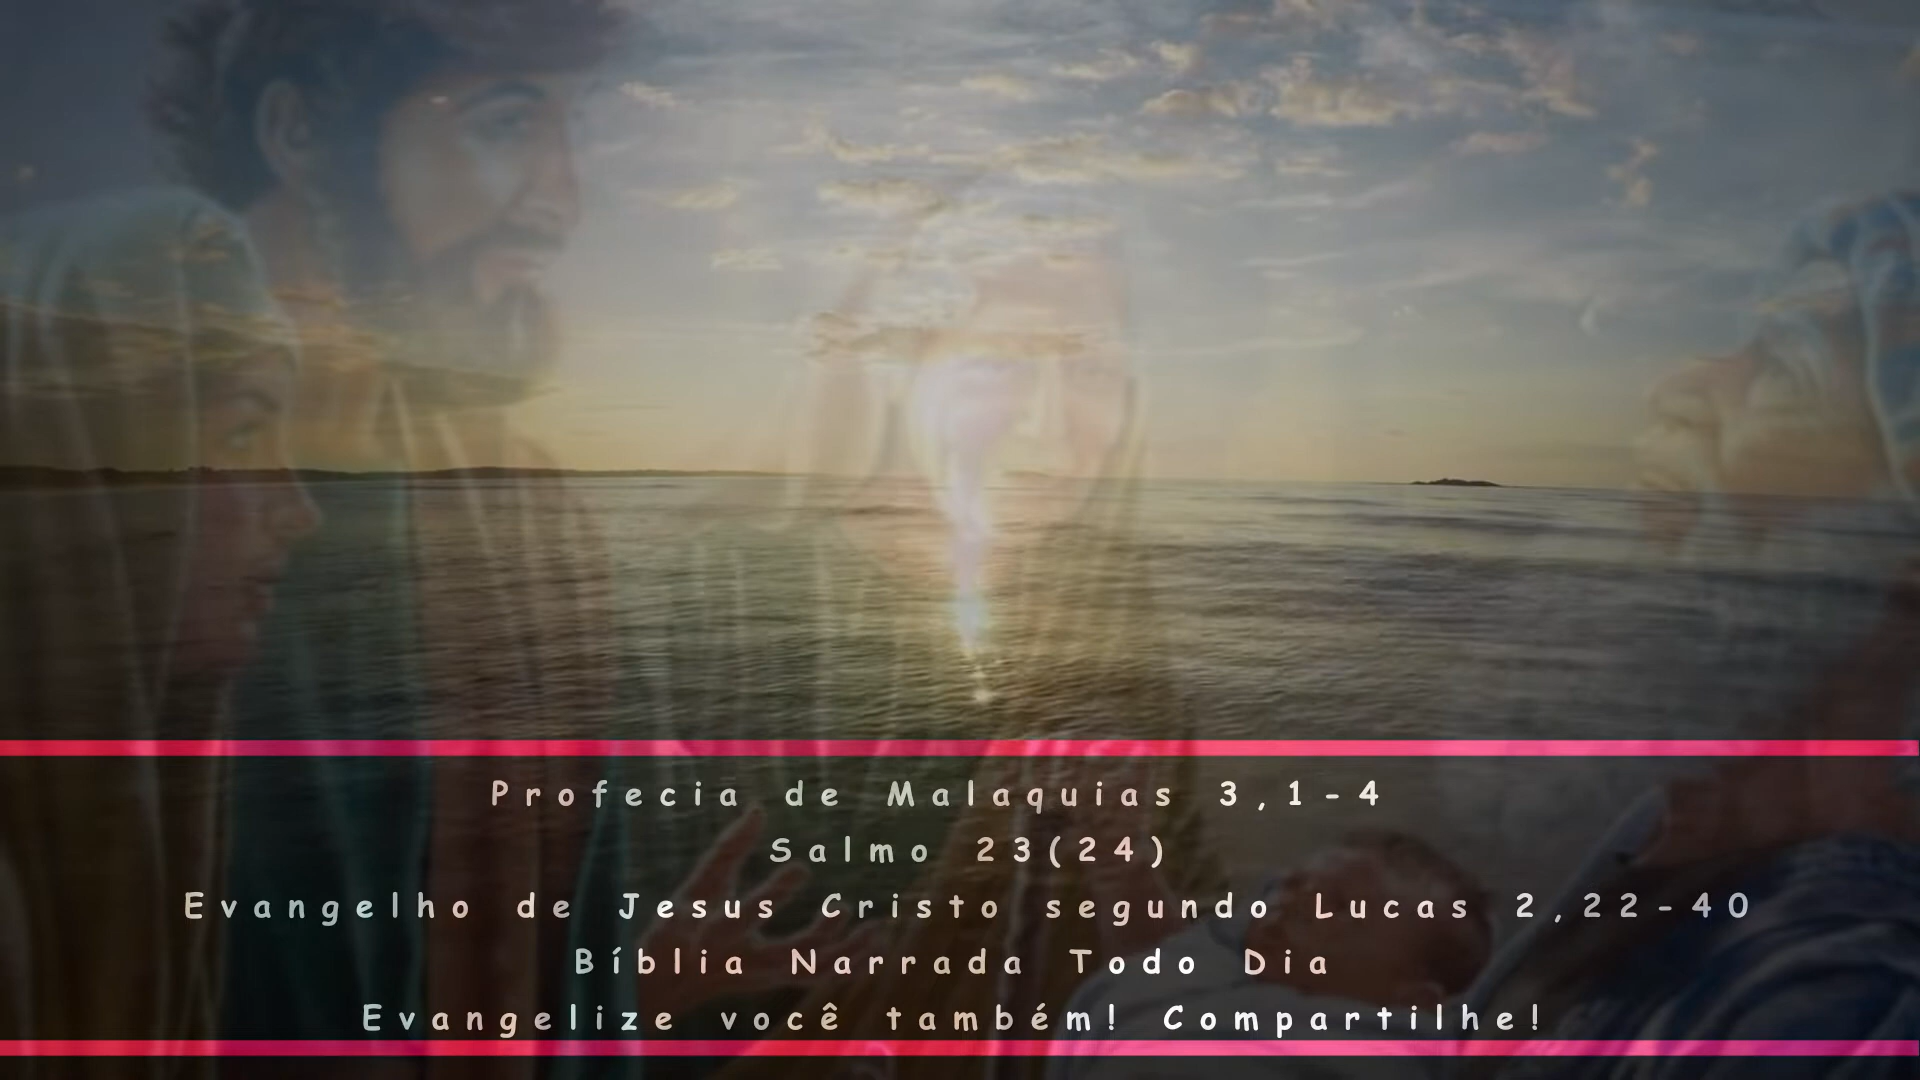 Profecia de Malaquias 3,1-4
Salmo 23(24)
Evangelho de Jesus Cristo segundo Lucas 2,22-40
Bíblia Narrada Todo Dia
Evangelize você também! Compartilhe!